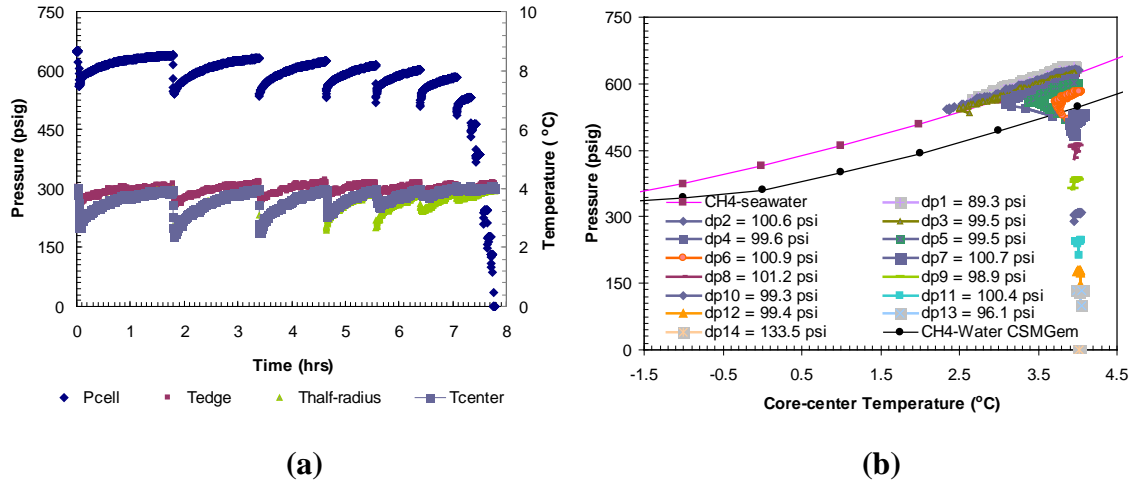 750
600
450
300
150
0
Pressure (psig)
10
8
6
4
2
0
Temperature ( °C)
0 1 2 3 4 5 6 7 8
Time (hrs)
Pcell Tedge Thalf-radius Tcenter
(a)
750
600
450
300
150
0
Pressure (psig)
CH4-seawater dp1 = 89.3 psi
dp2 = 100.6 psi dp3 = 99.5 psi
dp4 = 99.6 psi dp5 = 99.5 psi
dp6 = 100.9 psi dp7 = 100.7 psi
dp8 = 101.2 psi dp9 = 98.9 psi
dp10 = 99.3 psi dp11 = 100.4 psi
dp12 = 99.4 psi dp13 = 96.1 psi
dp14 = 133.5 psi CH4-Water CSMGem
-1.5 -0.5 0.5 1.5 2.5 3.5 4.5
Core-center Temperature (°C)
(b)